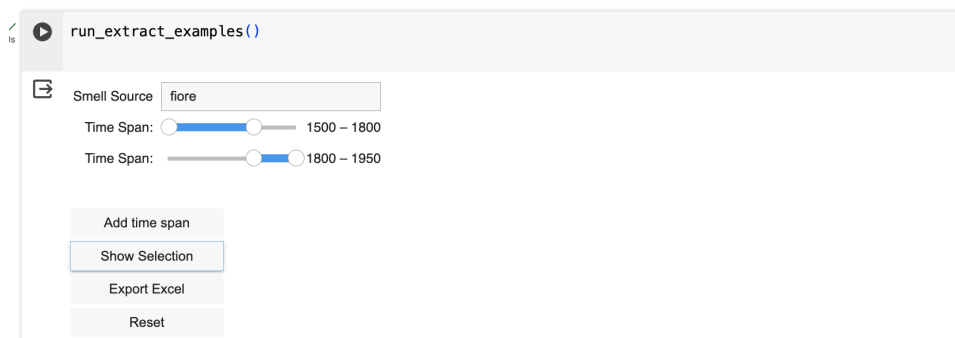 run_extract_examples()
ls
Smell Source fiore
Time Span: 1500 – 1800
Time Span: 1800 – 1950
Add time span
Show Selection
Export Excel
Reset